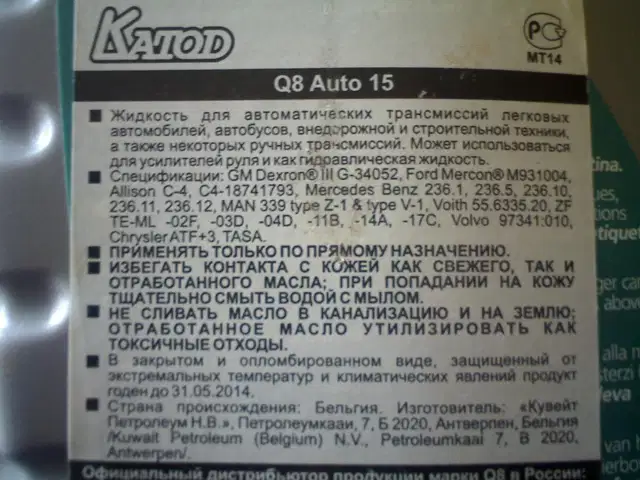 KATOD
РС
МТ14
Q8 Auto 15
Жидкость для автоматических трансмиссий легковых
автомобилей, автобусов, внедорожной и строительной техники,
а также некоторых ручных трансмиссий. Может использоваться
для усилителей руля и как гидравлическая жидкость.
Спецификации: GM Dexron® III G-34052, Ford Mercon® M931004,
Allison C-4, C4-18741793, Mercedes Benz 236.1, 236.5, 236.10,
236.11, 236.12, MAN 339 type Z-1 & type V-1, Voith 55.6335.20, ZF
TE-ML -02F, -03D, -04D, -11B, -14A, -17C, Volvo 97341:010,
Chrysler ATF+3, TASA.
ПРИМЕНЯТЬ ТОЛЬКО ПО ПРЯМОМУ НАЗНАЧЕНИЮ.
ИЗБЕГАТЬ КОНТАКТА С КОЖЕЙ КАК СВЕЖЕГО, ТАК И
ОТРАБОТАННОГО МАСЛА; ПРИ ПОПАДАНИИ НА КОЖУ
ТЩАТЕЛЬНО СМЫТЬ ВОДОЙ С МЫЛОМ.
НЕ СЛИВАТЬ МАСЛО В КАНАЛИЗАЦИЮ И НА ЗЕМЛЮ;
ОТРАБОТАННОЕ МАСЛО УТИЛИЗИРОВАТЬ КАК
ТОКСИЧНЫЕ ОТХОДЫ.
В закрытом и опломбированном виде, защищенный от
экстремальных температур и климатических явлений продукт
годен до 31.05.2014.
Страна происхождения: Бельгия. Изготовитель: «Кувейт
Петролеум Н.В.», Петролеумкааи, 7, Б 2020, Антверпен, Бельгия
/Kuwait Petroleum (Belgium) N.V., Petroleumkaai 7, B 2020,
Antwerpen/.
Официальный дистрибьютор продукции марки Q8 в России: